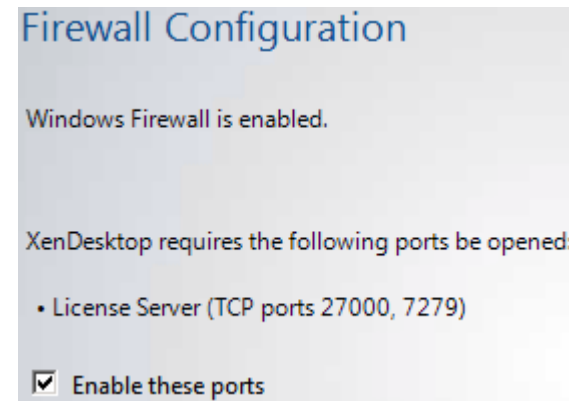 Firewall Configuration
Windows Firewall is enabled.
XenDesktop requires the following ports be opened:
• License Server (TCP ports 27000, 7279)
Enable these ports